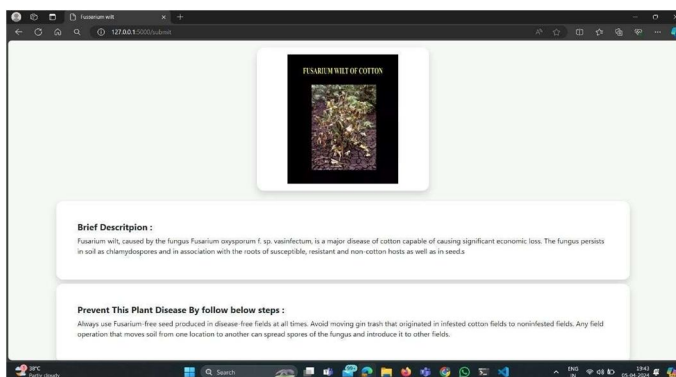 Fusarium wilt
127.0.0.1:5000/submit
FUSARIUM WILT OF COTTON
Brief Descritpion :
Fusarium wilt, caused by the fungus Fusarium oxysporum f. sp. vasinfectum, is a major disease of cotton capable of causing significant economic loss. The fungus persists
in soil as chlamydospores and in association with the roots of susceptible, resistant and non-cotton hosts as well as in seed.s
Prevent This Plant Disease By follow below steps :
Always use Fusarium-free seed produced in disease-free fields at all times. Avoid moving gin trash that originated in infested cotton fields to noninfested fields. Any field
operation that moves soil from one location to another can spread spores of the fungus and introduce it to other fields.
38°C
Partly cloudy
Search
ENG
IN
19:43
05-04-2024